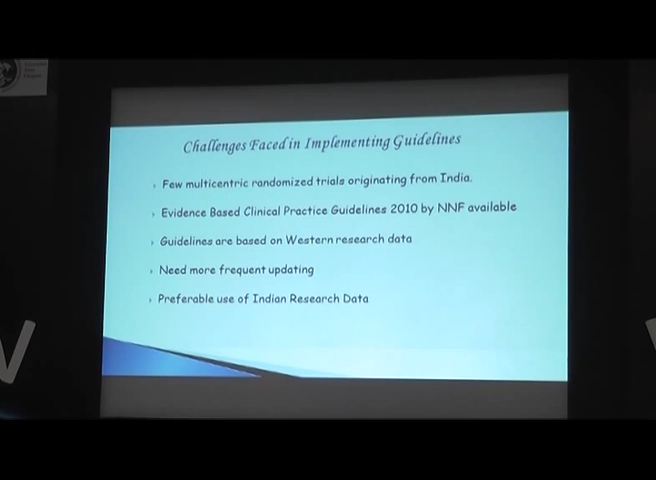 Challenges Faced in Implementing Guidelines
Few multicentric randomized trials originating from India.
Evidence Based Clinical Practice Guidelines 2010 by NNF available
Guidelines are based on Western research data
Need more frequent updating
Preferable use of Indian Research Data